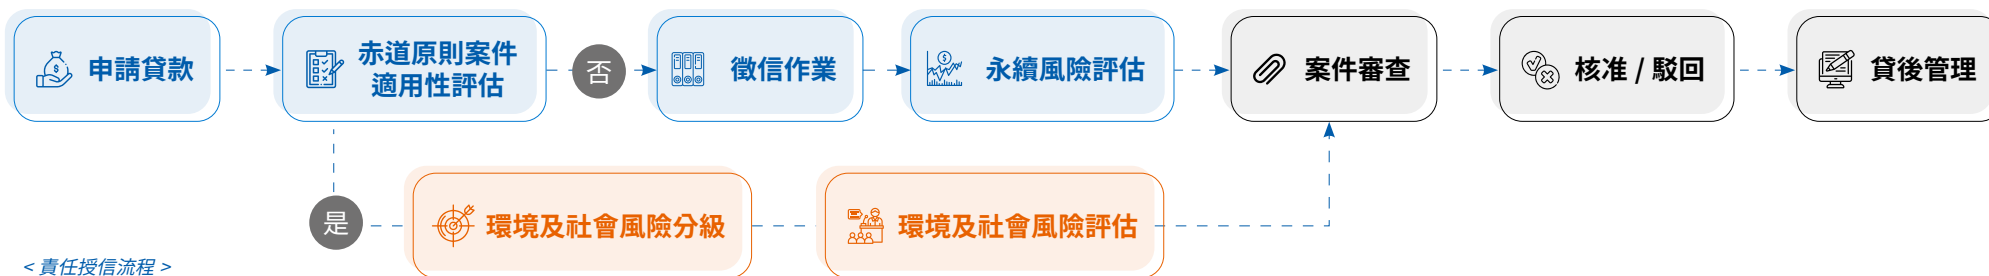 申請貸款
赤道原則案件
適用性評估
否
徵信作業
永續風險評估
案件審查
核准 / 駁回
貸後管理
是
環境及社會風險分級
環境及社會風險評估
< 責任授信流程 >